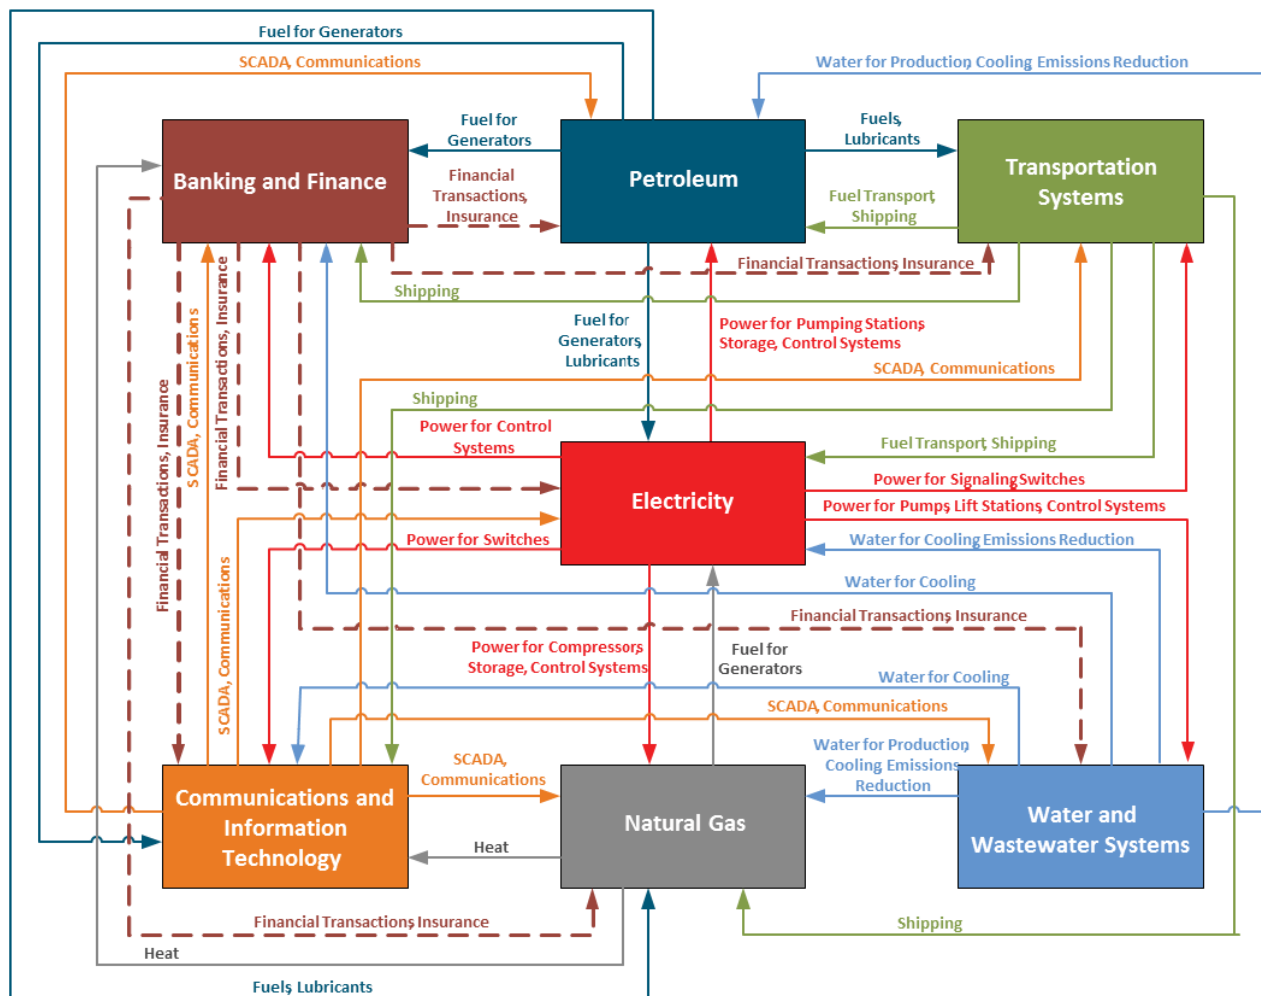 Fuel for Generators
SCADA, Communications
Water for Production, Cooling Emissions Reduction
Fuel for
Generators
Fuels,
Lubricants
Banking and Finance
Financial
Transactions,
Insurance
Petroleum
Transportation
Systems
Fuel Transport, Shipping
Financial Transactions, Insurance
Shipping
Fuel for
Generators,
Lubricants
Power for Pumping Stations,
Storage, Control Systems
SCADA, Communications
Financial Transactions, Insurance
SCADA, Communications
Financial Transactions, Insurance
Shipping
Power for Control
Systems
Fuel Transport, Shipping
Electricity
Power for Signaling Switches
Power for Pumps, Lift Stations, Control Systems
Power for Switches
Water for Cooling Emissions Reduction
SCADA, Communications
Water for Cooling
Financial Transactions, Insurance
Power for Compressors,
Storage, Control Systems
Fuel for
Generators
Water for Cooling
SCADA, Communications
SCADA,
Communications
Water for Production,
Cooling, Emissions
Reduction
Communications and
Information
Technology
Natural Gas
Water and
Wastewater Systems
Heat
Financial Transactions, Insurance
Shipping
Heat
Fuels, Lubricants